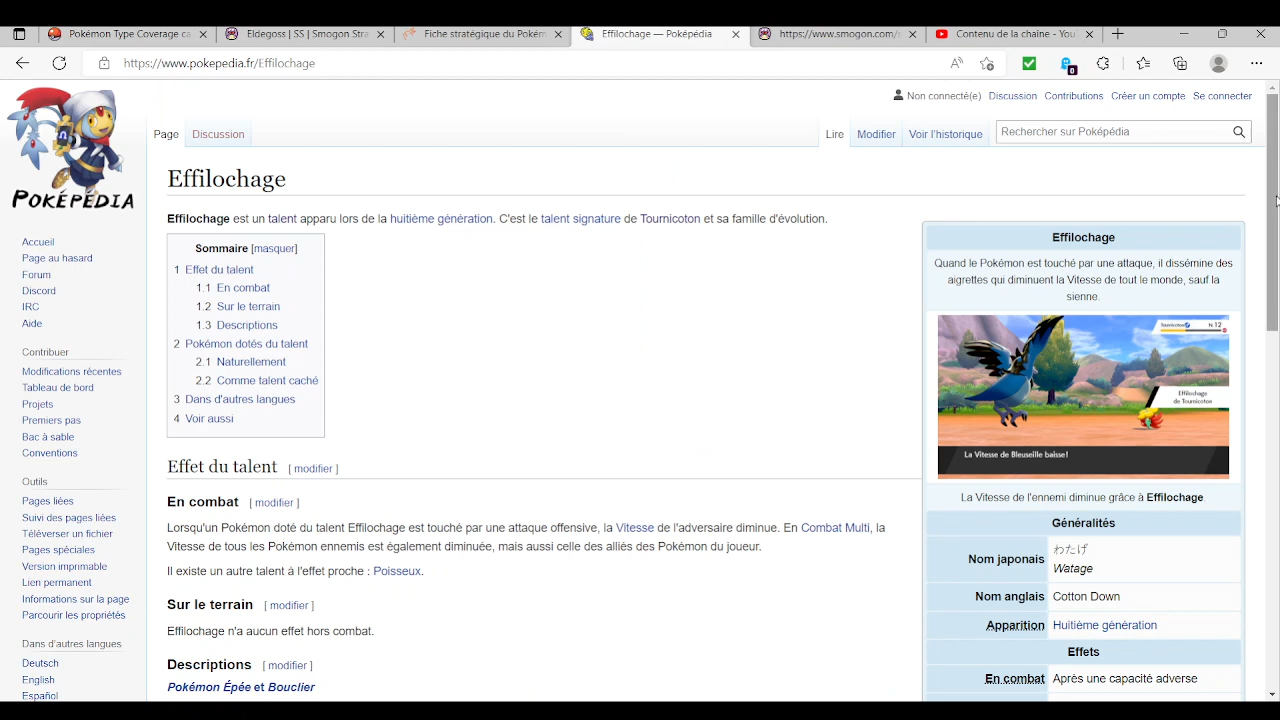 Pokémon Type Coverage ca
Eldegoss | SS | Smogon Stra
Fiche stratégique du Pokém
Effilochage — Poképédia
https://www.smogon.com/s
Contenu de la chaîne - You
https://www.pokepedia.fr/Effilochage
0
Non connecté(e) Discussion Contributions Créer un compte Se connecter
POKÉPÉDIA
Page Discussion Lire Modifier Voir l'historique Rechercher sur Poképédia
Accueil
Page au hasard
Forum
Discord
IRC
Aide
Contribuer
Modifications récentes
Tableau de bord
Projets
Premiers pas
Bac à sable
Conventions
Outils
Pages liées
Suivi des pages liées
Téléverser un fichier
Pages spéciales
Version imprimable
Lien permanent
Informations sur la page
Parcourir les propriétés
Dans d'autres langues
Deutsch
English
Español
Effilochage
Effilochage est un talent apparu lors de la huitième génération. C'est le talent signature de Tournicoton et sa famille d'évolution.
Sommaire [masquer]
1 Effet du talent
1.1 En combat
1.2 Sur le terrain
1.3 Descriptions
2 Pokémon dotés du talent
2.1 Naturellement
2.2 Comme talent caché
3 Dans d'autres langues
4 Voir aussi
Effet du talent [ modifier ]
En combat [ modifier ]
Lorsqu'un Pokémon doté du talent Effilochage est touché par une attaque offensive, la Vitesse de l'adversaire diminue. En Combat Multi, la
Vitesse de tous les Pokémon ennemis est également diminuée, mais aussi celle des alliés des Pokémon du joueur.
Il existe un autre talent à l'effet proche : Poisseux.
Sur le terrain [ modifier ]
Effilochage n'a aucun effet hors combat.
Descriptions [ modifier ]
Pokémon Épée et Bouclier
Effilochage
Quand le Pokémon est touché par une attaque, il dissémine des
aigrettes qui diminuent la Vitesse de tout le monde, sauf la
sienne.
Tournicoton N.12
Effilochage
de Tournicoton
La Vitesse de Bleuseille baisse!
La Vitesse de l'ennemi diminue grâce à Effilochage.
Généralités
Nom japonais わたげ
Watage
Nom anglais Cotton Down
Apparition Huitième génération
Effets
En combat Après une capacité adverse